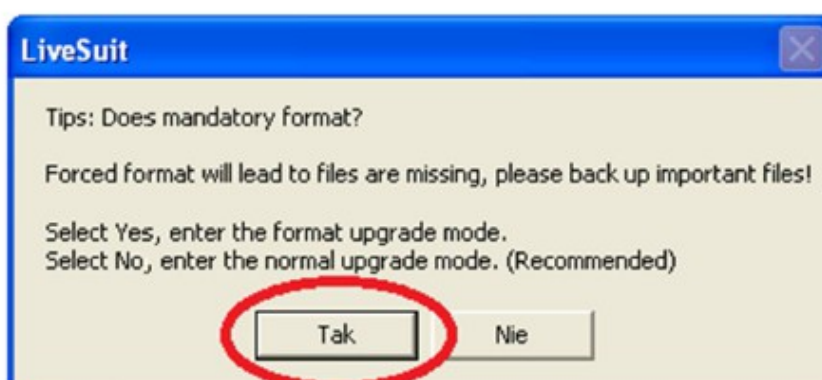 LiveSuit
Tips: Does mandatory format?
Forced format will lead to files are missing, please back up important files!
Select Yes, enter the format upgrade mode.
Select No, enter the normal upgrade mode. (Recommended)
Tak
Nie